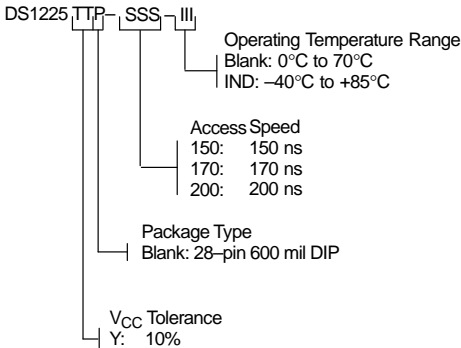 DS1225 TTP– SSS – III
Operating Temperature Range
Blank: 0°C to 70°C
IND: –40°C to +85°C
Access Speed
150: 150 ns
170: 170 ns
200: 200 ns
Package Type
Blank: 28–pin 600 mil DIP
VCC Tolerance
Y: 10%